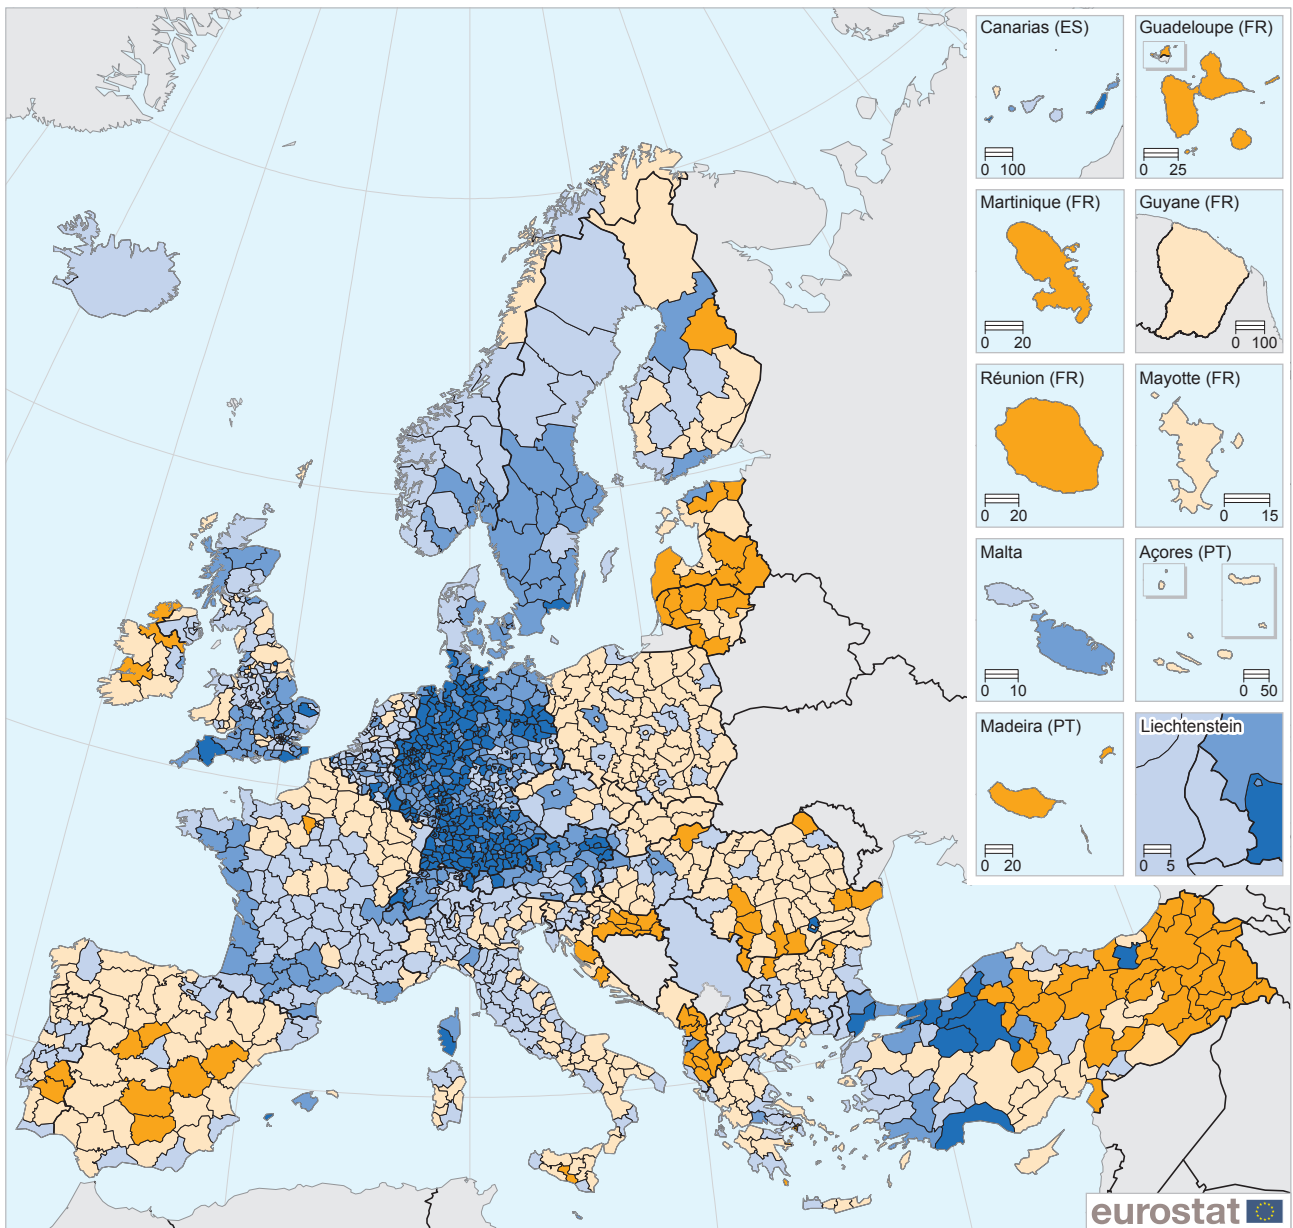 Canarias (ES)
0 100
Guadeloupe (FR)
0 25
Martinique (FR)
0 20
Guyane (FR)
0 100
Réunion (FR)
0 20
Mayotte (FR)
0 15
Malta
0 10
Açores (PT)
0 50
Madeira (PT)
0 20
Liechtenstein
0 5
eurostat